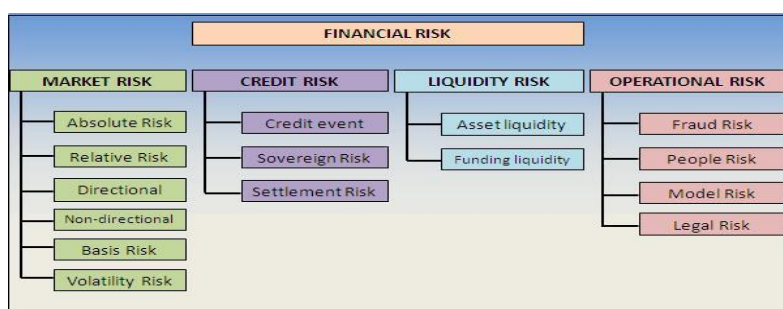 FINANCIAL RISK
MARKET RISK
Absolute Risk
Relative Risk
Directional
Non-directional
Basis Risk
Volatility Risk
CREDIT RISK
Credit event
Sovereign Risk
Settlement Risk
LIQUIDITY RISK
Asset liquidity
Funding liquidity
OPERATIONAL RISK
Fraud Risk
People Risk
Model Risk
Legal Risk